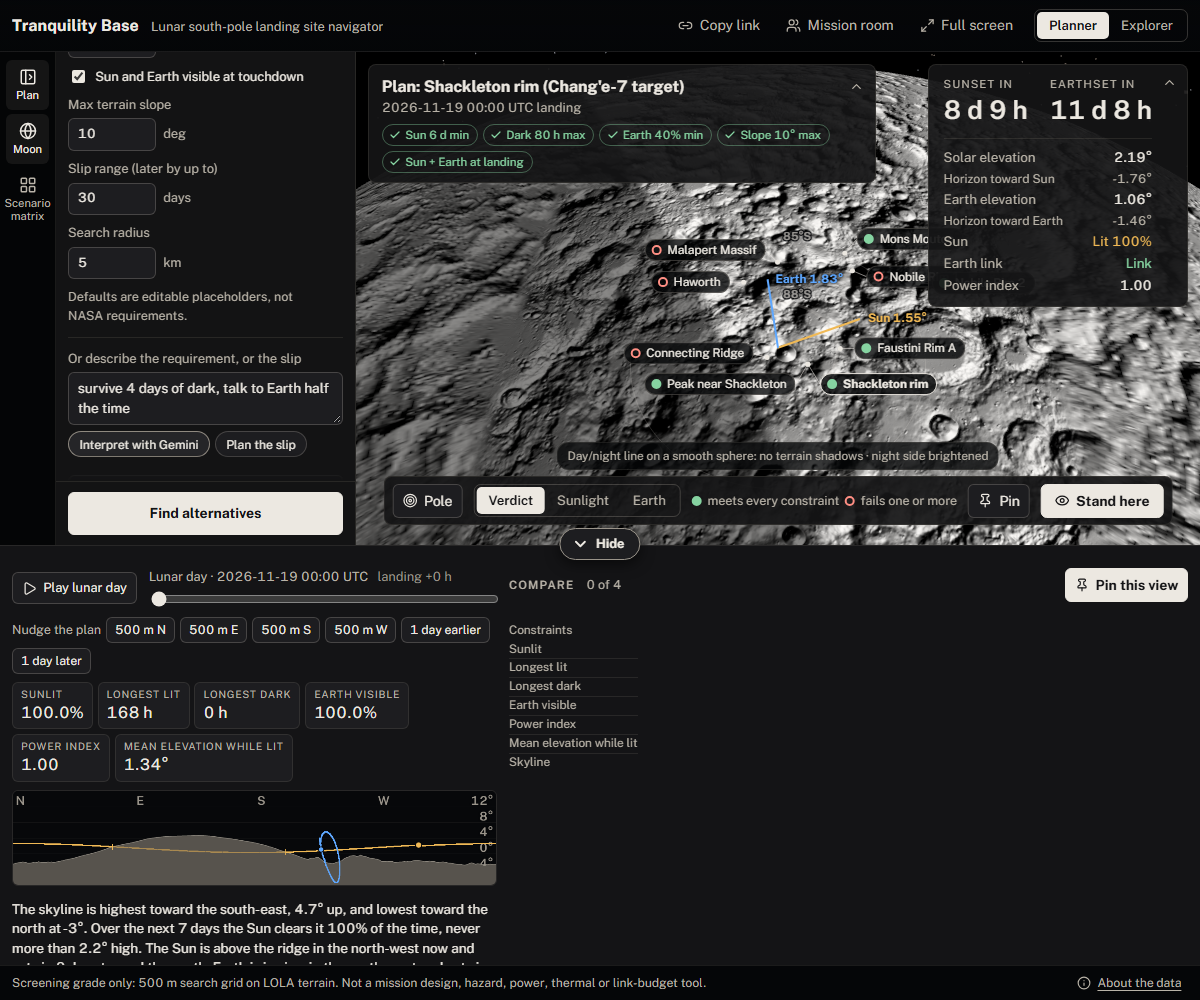 Tranquility Base Lunar south-pole landing site navigator
Copy link
Mission room
Full screen
Planner
Explorer
Plan
Moon
Scenario
matrix
Sun and Earth visible at touchdown
Max terrain slope
10 deg
Slip range (later by up to)
30 days
Search radius
5 km
Defaults are editable placeholders, not
NASA requirements.
Or describe the requirement, or the slip
survive 4 days of dark, talk to Earth half
the time
Interpret with Gemini
Plan the slip
Find alternatives
Plan: Shackleton rim (Chang'e-7 target)
2026-11-19 00:00 UTC landing
Sun 6 d min
Dark 80 h max
Earth 40% min
Slope 10° max
Sun + Earth at landing
SUNSET IN
8 d 9 h
EARTHSET IN
11 d 8 h
Solar elevation 2.19°
Horizon toward Sun -1.76°
Earth elevation 1.06°
Horizon toward Earth -1.46°
Sun Lit 100%
Earth link Link
Power index 1.00
85°S
Malapert Massif
Mons Mou
Haworth
Earth 1.83°
88°S
Nobile
Sun 1.55°
Connecting Ridge
Faustini Rim A
Peak near Shackleton
Shackleton rim
Day/night line on a smooth sphere: no terrain shadows · night side brightened
Pole
Verdict
Sunlight
Earth
meets every constraint
fails one or more
Pin
Stand here
Hide
Play lunar day
Lunar day · 2026-11-19 00:00 UTC landing +0 h
Nudge the plan
500 m N
500 m E
500 m S
500 m W
1 day earlier
1 day later
SUNLIT
100.0%
LONGEST LIT
168 h
LONGEST DARK
0 h
EARTH VISIBLE
100.0%
POWER INDEX
1.00
MEAN ELEVATION WHILE LIT
1.34°
N E S W 12°
8°
4°
0°
4°
The skyline is highest toward the south-east, 4.7° up, and lowest toward the
north at -3°. Over the next 7 days the Sun clears it 100% of the time, never
more than 2.2° high. The Sun is above the ridge in the north-west now and
COMPARE 0 of 4
Pin this view
Constraints
Sunlit
Longest lit
Longest dark
Earth visible
Power index
Mean elevation while lit
Skyline
Screening grade only: 500 m search grid on LOLA terrain. Not a mission design, hazard, power, thermal or link-budget tool.
About the data